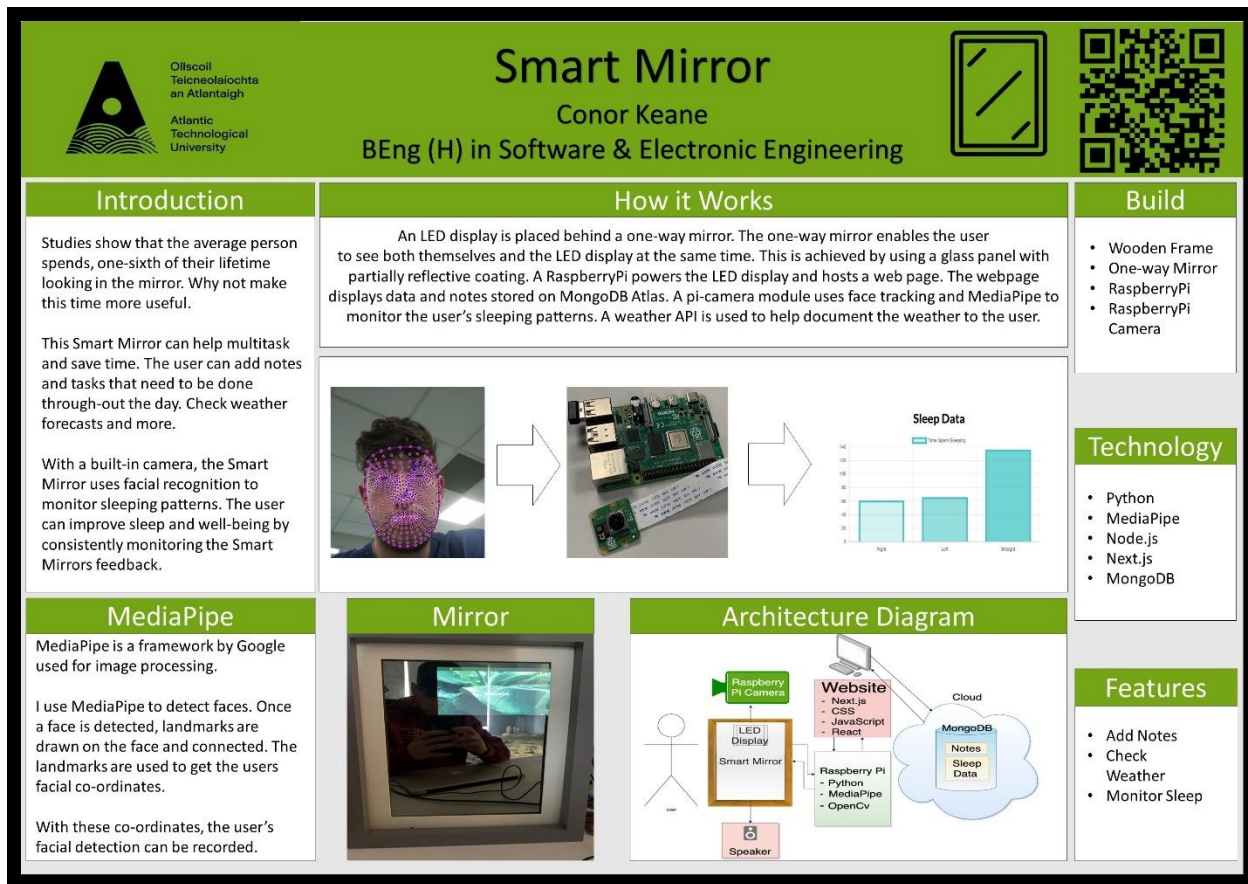 Ollscoil
Teicneolaíochta
an Atlantaigh
Atlantic
Technological
University
Smart Mirror
Conor Keane
BEng (H) in Software & Electronic Engineering
Introduction
Studies show that the average person
spends, one-sixth of their lifetime
looking in the mirror. Why not make
this time more useful.
This Smart Mirror can help multitask
and save time. The user can add notes
and tasks that need to be done
through-out the day. Check weather
forecasts and more.
With a built-in camera, the Smart
Mirror uses facial recognition to
monitor sleeping patterns. The user
can improve sleep and well-being by
consistently monitoring the Smart
Mirrors feedback.
How it Works
An LED display is placed behind a one-way mirror. The one-way mirror enables the user
to see both themselves and the LED display at the same time. This is achieved by using a glass panel with
partially reflective coating. A RaspberryPi powers the LED display and hosts a web page. The webpage
displays data and notes stored on MongoDB Atlas. A pi-camera module uses face tracking and MediaPipe to
monitor the user's sleeping patterns. A weather API is used to help document the weather to the user.
Sleep Data
Time Spent Sleeping
140
120
100
80
60
40
20
0
Right
Left
Straight
Build
• Wooden Frame
• One-way Mirror
• RaspberryPi
• RaspberryPi
Camera
Technology
• Python
• MediaPipe
• Node.js
• Next.js
• MongoDB
Features
• Add Notes
• Check
Weather
• Monitor Sleep
MediaPipe
MediaPipe is a framework by Google
used for image processing.
I use MediaPipe to detect faces. Once
a face is detected, landmarks are
drawn on the face and connected. The
landmarks are used to get the users
facial co-ordinates.
With these co-ordinates, the user's
facial detection can be recorded.
Mirror
Architecture Diagram
Raspberry
Pi Camera
Website
- Next.js
- CSS
- JavaScript
- React
Cloud
MongoDB
Notes
Sleep
Data
LED
Display
Smart Mirror
Raspberry Pi
- Python
- MediaPipe
- OpenCv
User
Speaker